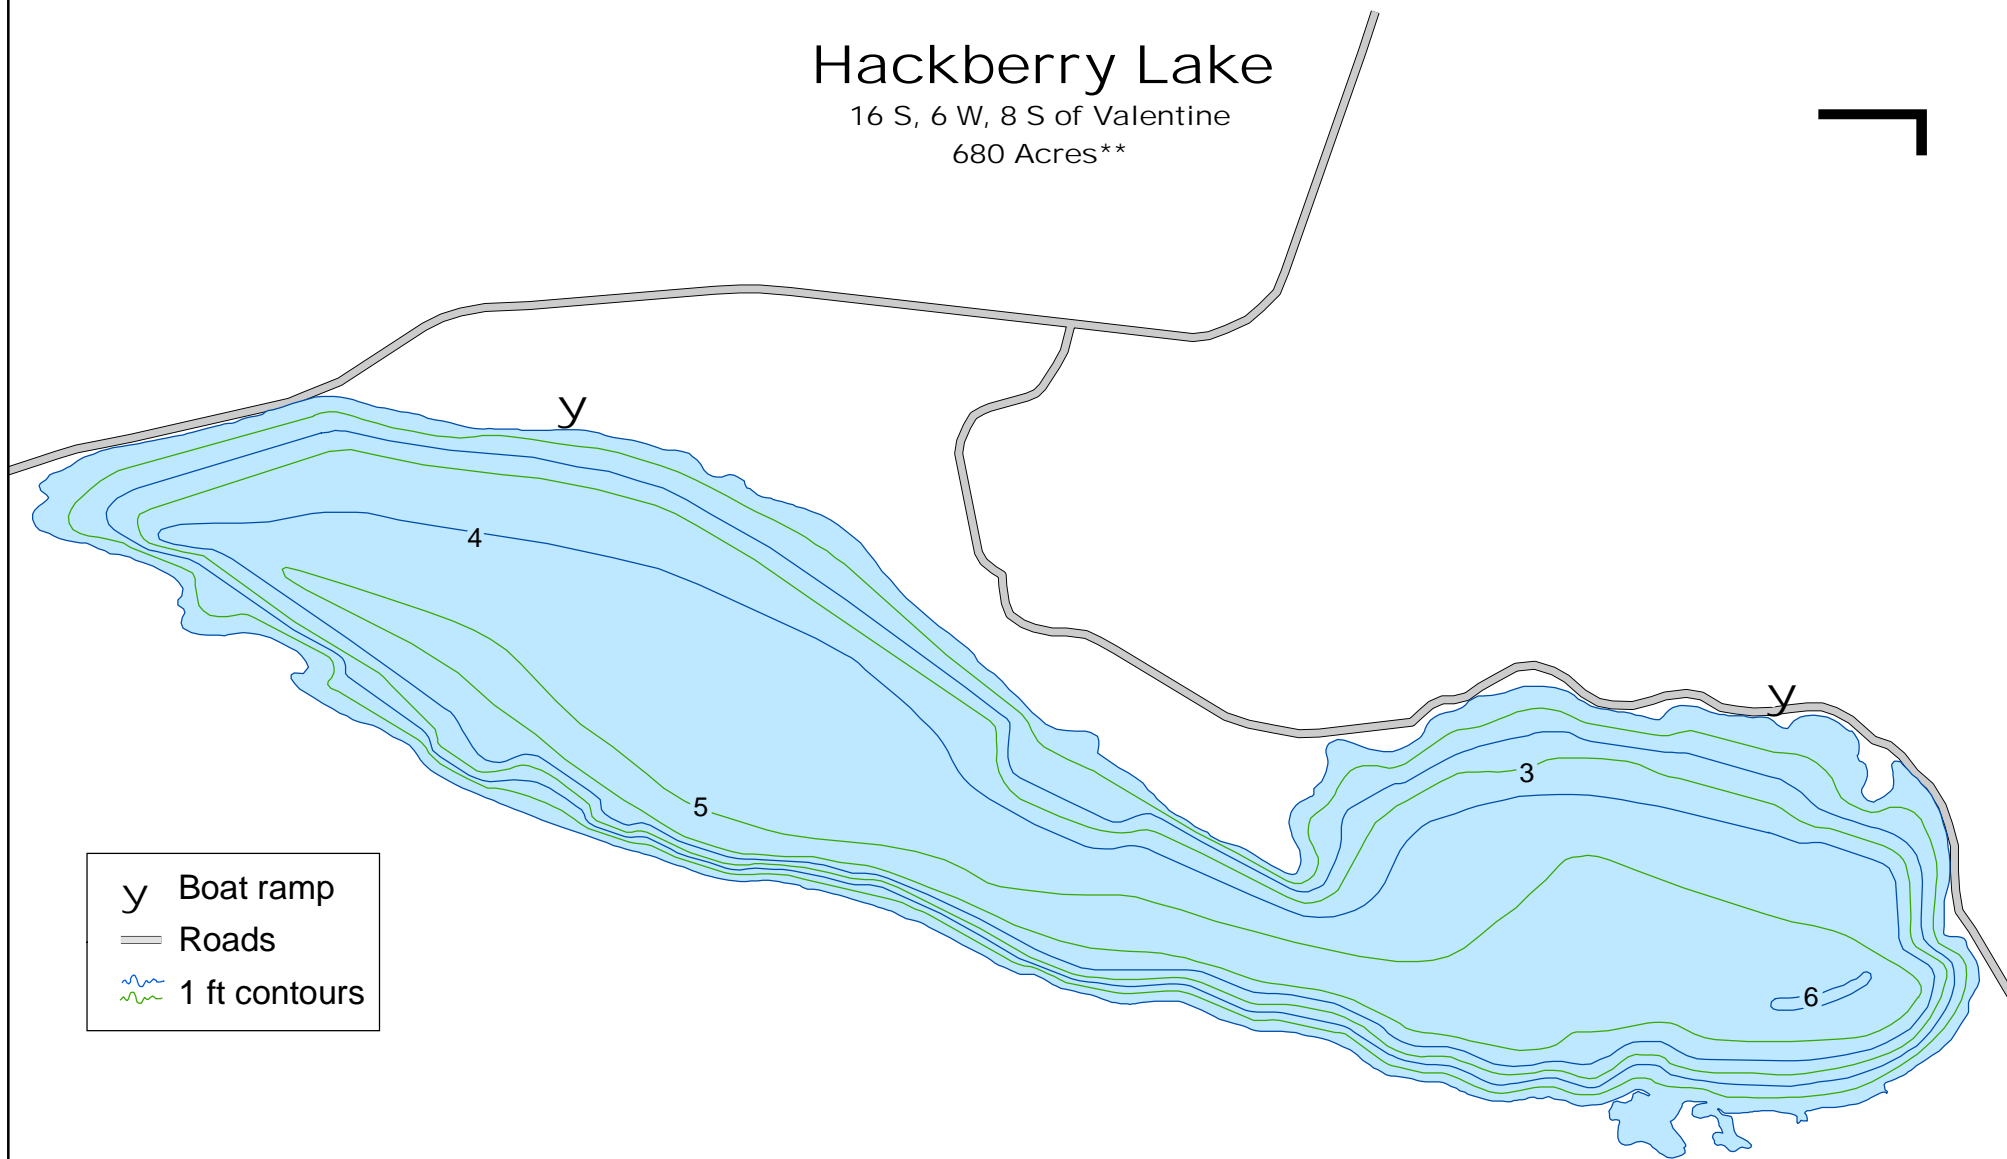 Hackberry Lake
16 S, 6 W, 8 S of Valentine
680 Acres**
y
4
y
3
5
6
y Boat ramp
Roads
1 ft contours